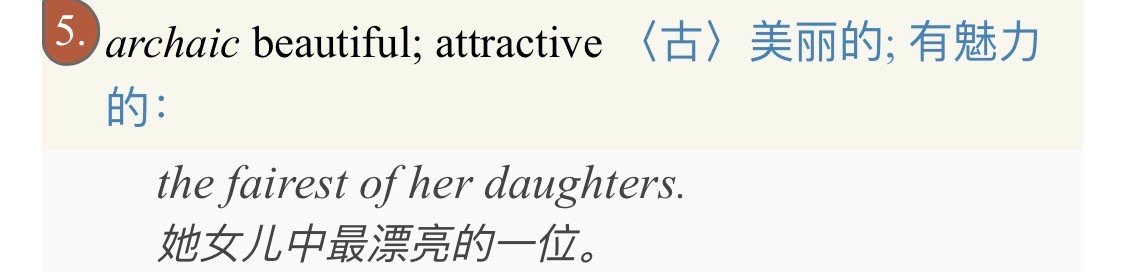 5. archaic beautiful; attractive 〈古〉美丽的; 有魅力
的：
the fairest of her daughters.
她女儿中最漂亮的一位。